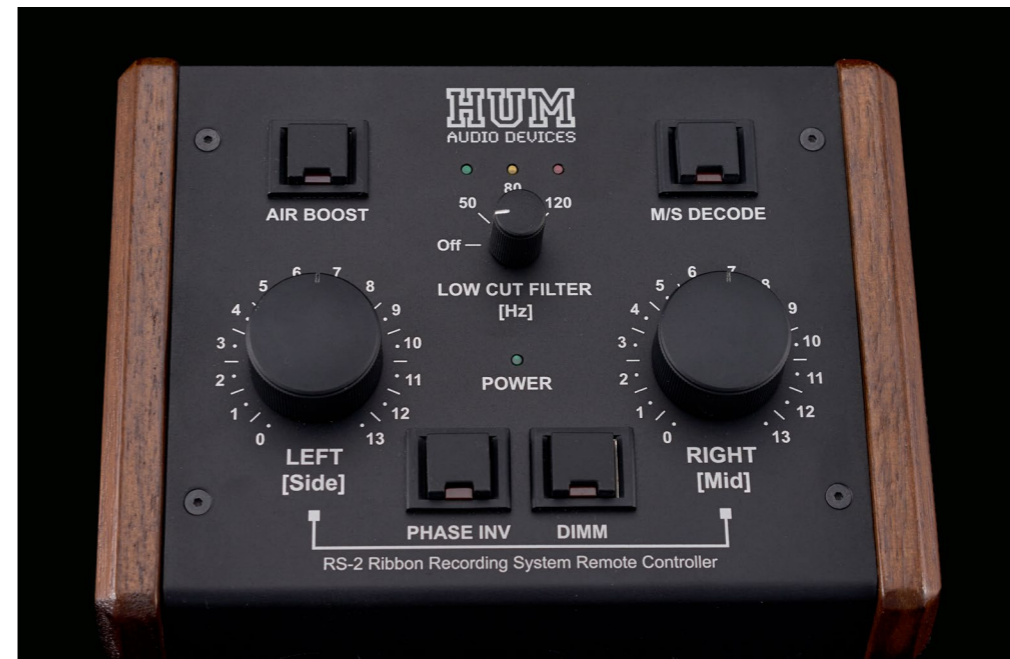 HUM
AUDIO DEVICES
AIR BOOST
M/S DECODE
50 80 120
Off
LOW CUT FILTER
[Hz]
0 1 2 3 4 5 6 7 8 9 10 11 12 13
LEFT
[Side]
POWER
0 1 2 3 4 5 6 7 8 9 10 11 12 13
RIGHT
[Mid]
PHASE INV
DIMM
RS-2 Ribbon Recording System Remote Controller